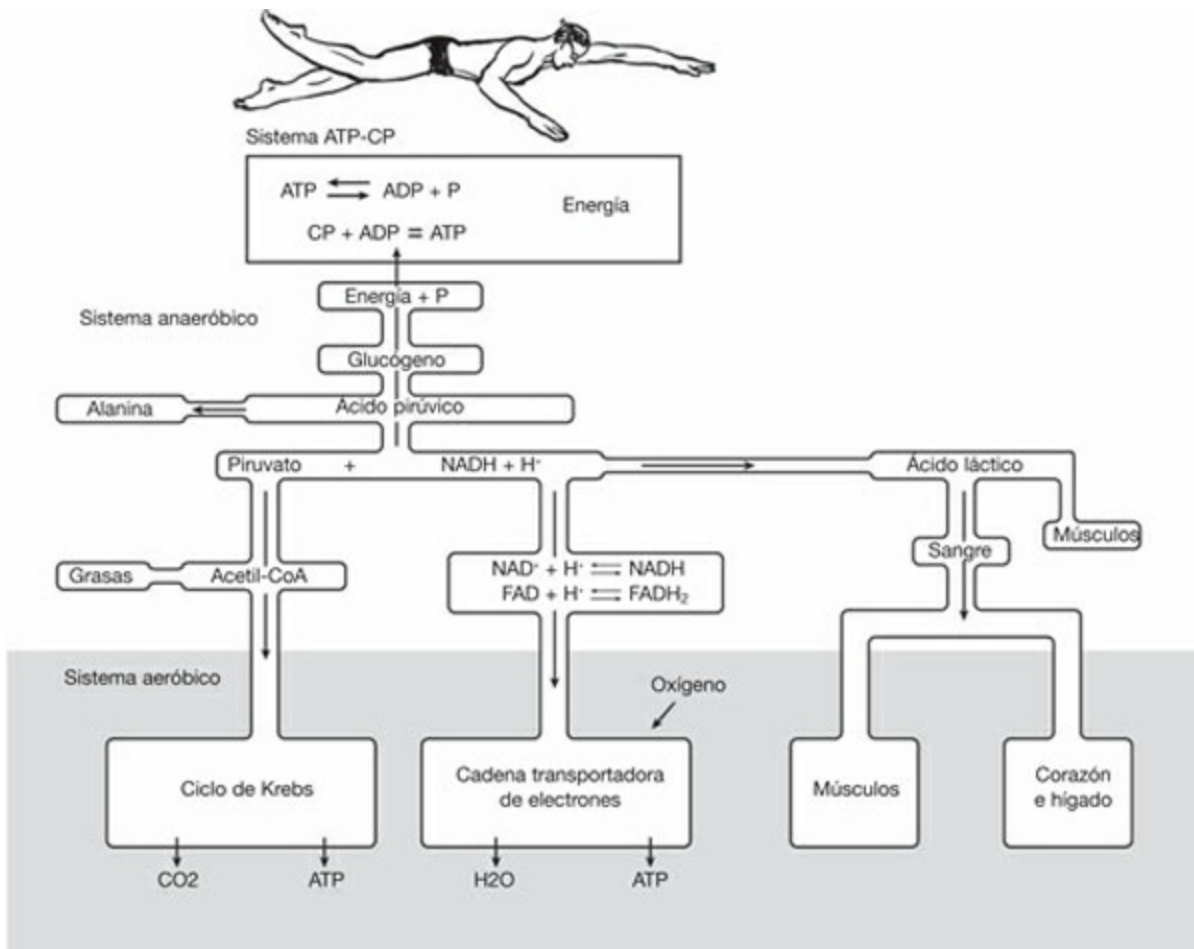 Sistema ATP-CP
ATP ⇄ ADP + P
Energía
CP + ADP = ATP
Energía + P
Sistema anaeróbico
Glucógeno
Alanina
Ácido pirúvico
Piruvato + NADH + H⁻
Ácido láctico
Músculos
Sangre
Grasas
Acetil-CoA
NAD⁻ + H⁻ ⇄ NADH
FAD + H⁻ ⇄ FADH₂
Sistema aeróbico
Oxígeno
Ciclo de Krebs
Cadena transportadora
de electrones
Músculos
Corazón
e hígado
CO2
ATP
H2O
ATP